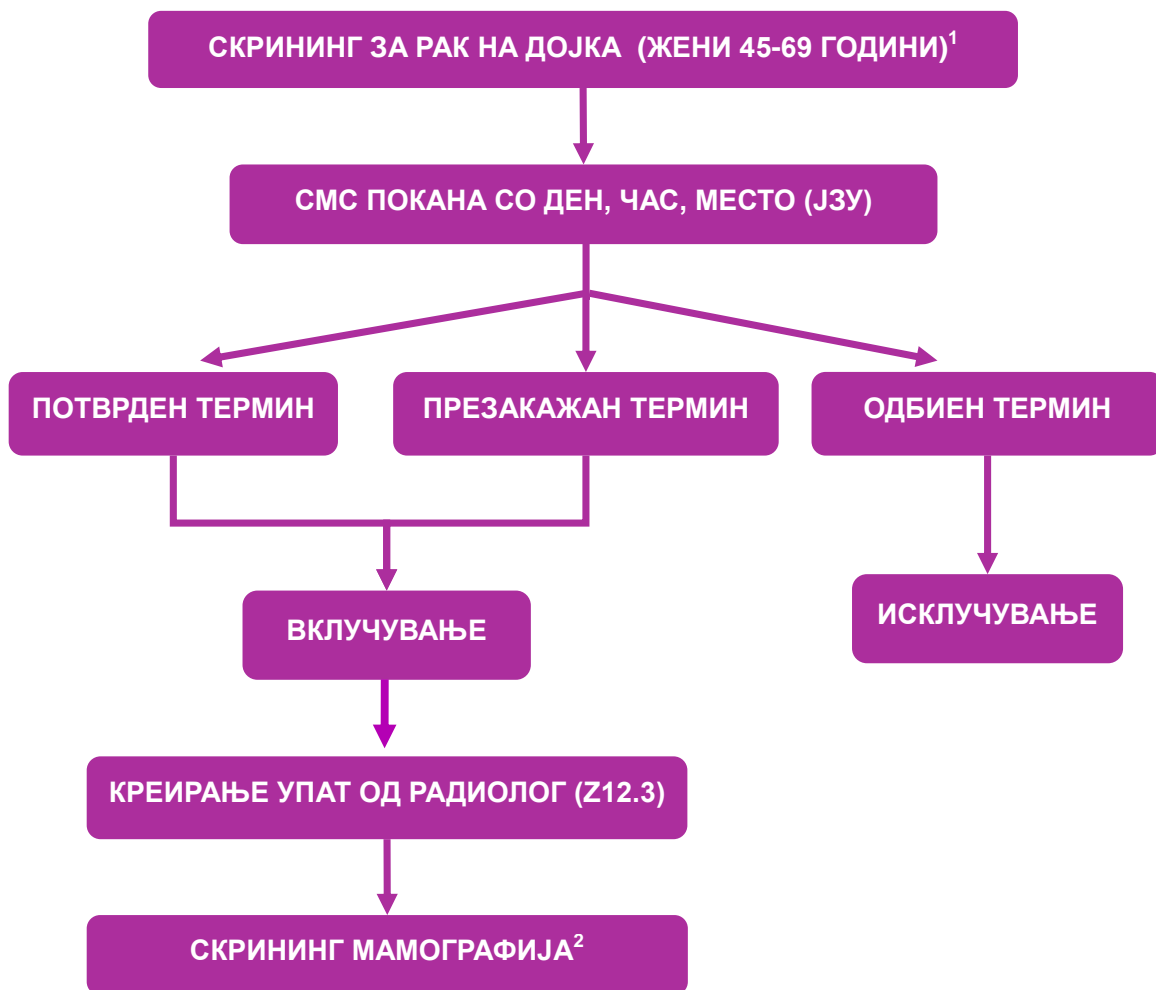 СКРИНИНГ ЗА РАК НА ДОЈКА (ЖЕНИ 45-69 ГОДИНИ)¹
СМС ПОКАНА СО ДЕН, ЧАС, МЕСТО (ЈЗУ)
ПОТВРДЕН ТЕРМИН
ПРЕЗАКАЖАН ТЕРМИН
ОДБИЕН ТЕРМИН
ВКЛУЧУВАЊЕ
ИСКЛУЧУВАЊЕ
КРЕИРАЊЕ УПАТ ОД РАДИОЛОГ (Z12.3)
СКРИНИНГ МАМОГРАФИЈА²